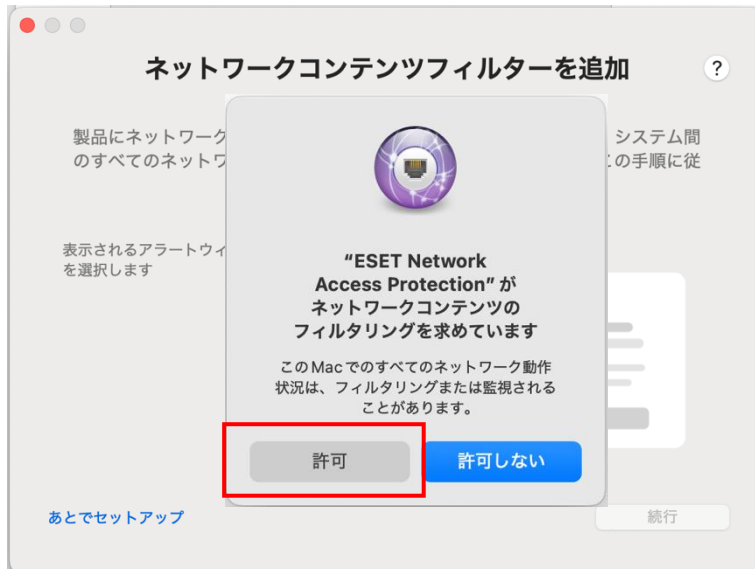 ネットワークコンテンツフィルターを追加
?
製品にネットワーク
システム間
のすべてのネットワ
の手順に従
表示されるアラートウィ
を選択します
“ESET Network
Access Protection”が
ネットワークコンテンツの
フィルタリングを求めています
このMacでのすべてのネットワーク動作
状況は、フィルタリングまたは監視される
ことがあります。
許可
許可しない
あとでセットアップ
続行